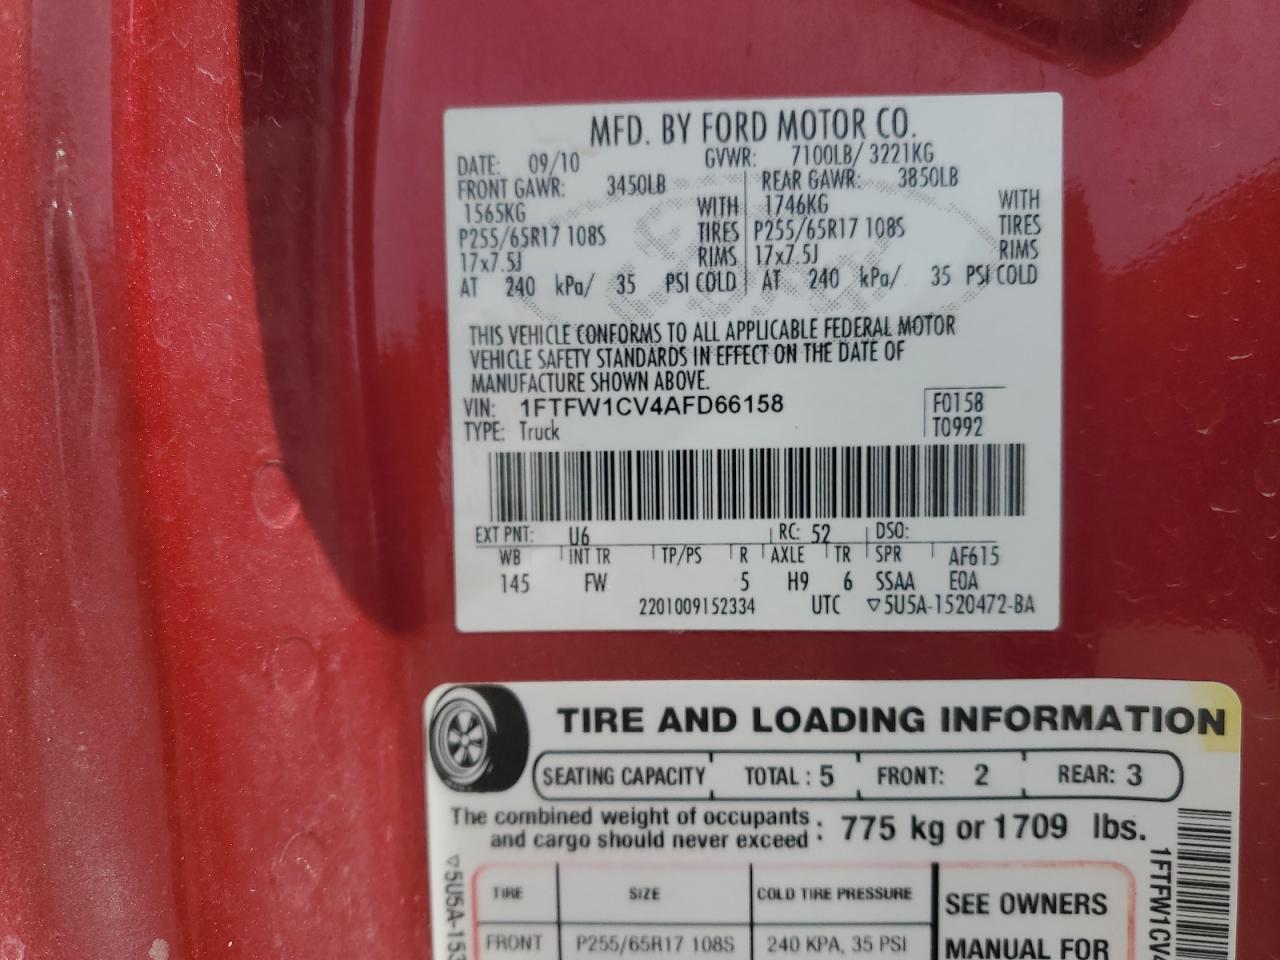 MFD. BY FORD MOTOR CO.
DATE: 09/10 GVWR: 7100LB/ 3221KG
FRONT GAWR: 3450LB REAR GAWR: 3850LB
1565KG WITH 1746KG WITH
P255/65R17 108S TIRES P255/65R17 108S TIRES
17x7.5J RIMS 17x7.5J RIMS
AT 240 kPa/ 35 PSI COLD AT 240 kPa/ 35 PSI COLD
THIS VEHICLE CONFORMS TO ALL APPLICABLE FEDERAL MOTOR
VEHICLE SAFETY STANDARDS IN EFFECT ON THE DATE OF
MANUFACTURE SHOWN ABOVE.
VIN: 1FTFW1CV4AFD66158 F0158
TYPE: Truck T0992
EXT PNT: U6 RC: 52 DSO:
WB INT TR TP/PS R AXLE TR SPR AF615
145 FW 5 H9 6 SSAA EOA
2201009152334 UTC ▽5U5A-1520472-BA
TIRE AND LOADING INFORMATION
SEATING CAPACITY TOTAL : 5 FRONT: 2 REAR: 3
The combined weight of occupants
and cargo should never exceed : 775 kg or 1709 lbs.
TIRE SIZE COLD TIRE PRESSURE SEE OWNERS
FRONT P255/65R17 108S 240 KPA, 35 PSI MANUAL FOR
▽5U5A-153
1FTFW1CV4